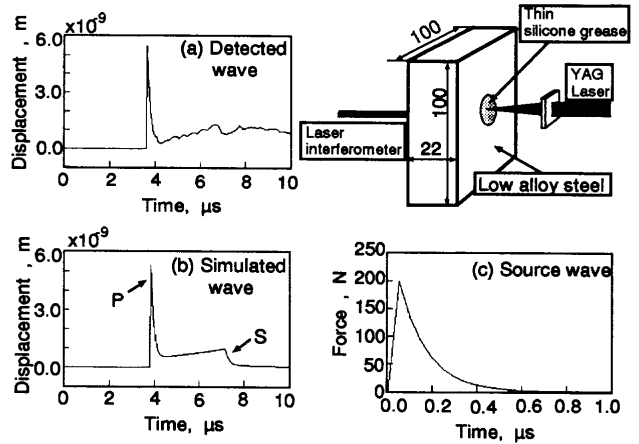 x10-9
6.0
3.0
0.0
Displacement , m
(a) Detected
wave
0 2 4 6 8 10
Time, µs
100
100
22
Thin
silicone grease
YAG
Laser
Laser
interferometer
Low alloy steel
x10-9
6.0
3.0
0.0
Displacement , m
(b) Simulated
wave
P
S
0 2 4 6 8 10
Time, µs
250
200
150
100
50
0
Force , N
(c) Source wave
0.0 0.2 0.4 0.6 0.8 1.0
Time, µs